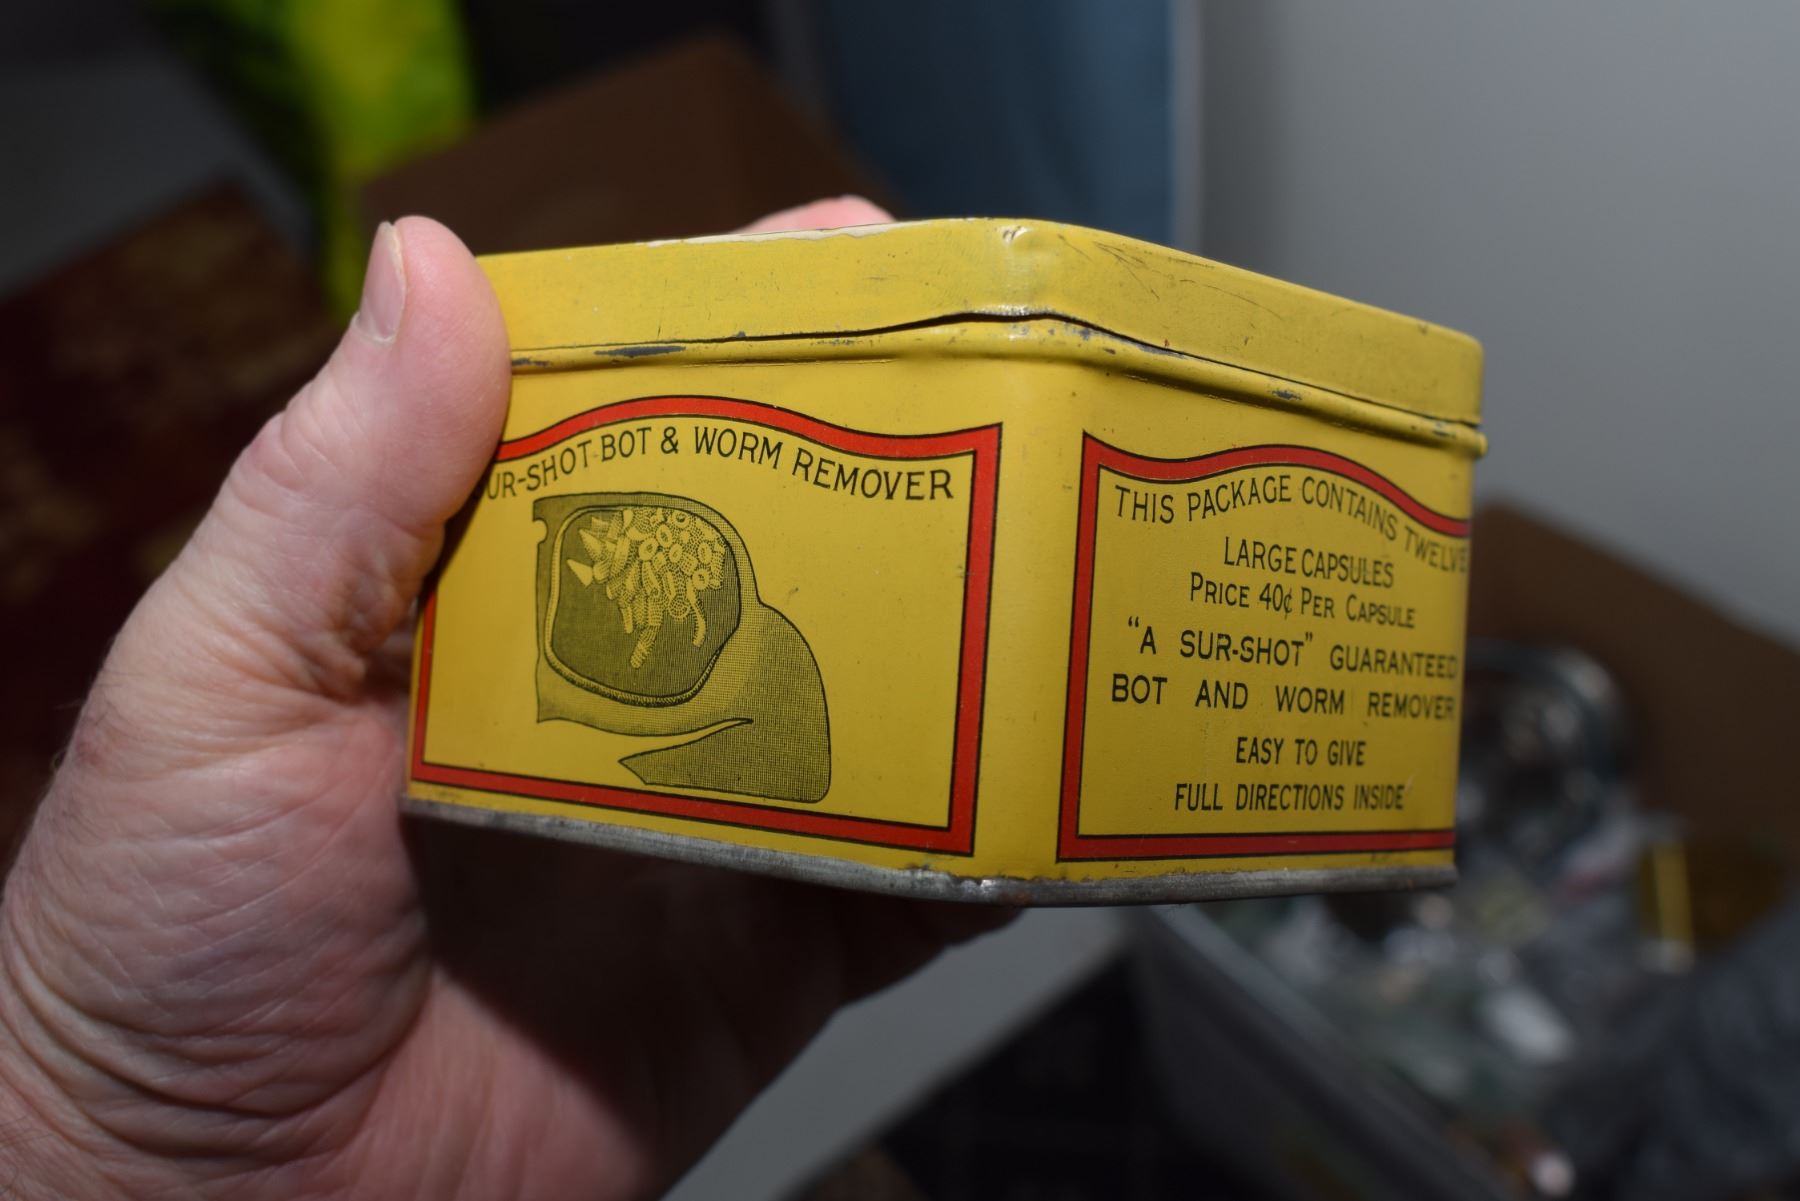 SUR-SHOT BOT & WORM REMOVER
THIS PACKAGE CONTAINS TWELVE
LARGE CAPSULES
PRICE 40¢ PER CAPSULE
"A SUR-SHOT" GUARANTEED
BOT AND WORM REMOVER
EASY TO GIVE
FULL DIRECTIONS INSIDE